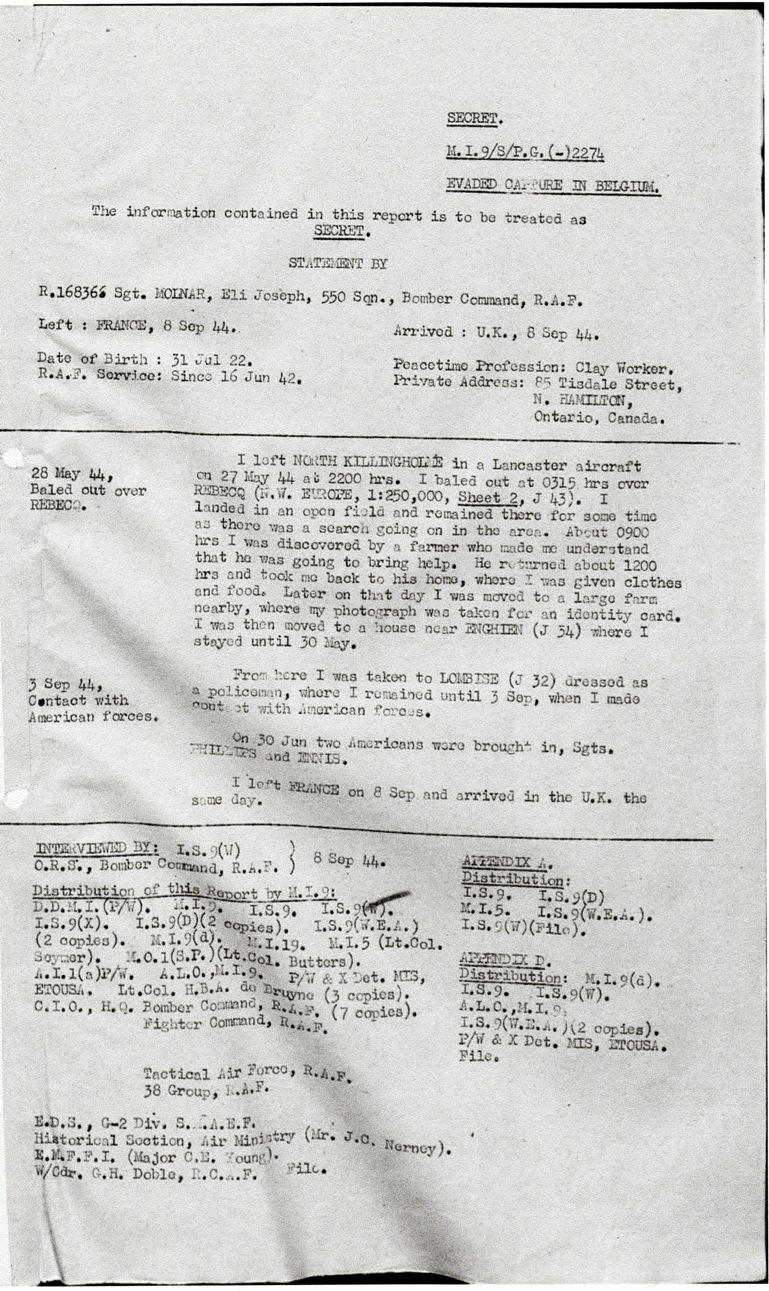 SECRET.
M.I.9/S/P.G.(-)2274
EVADED CAPTURE IN BELGIUM.
The information contained in this report is to be treated as
SECRET.
STATEMENT BY
R.168366 Sgt. MOLNAR, Eli Joseph, 550 Sqn., Bomber Command, R.A.F.
Left : FRANCE, 8 Sep 44.
Arrived : U.K., 8 Sep 44.
Date of Birth : 31 Jul 22.
R.A.F. Service: Since 16 Jun 42.
Peacetime Profession: Clay Worker.
Private Address: 85 Tisdale Street,
N. HAMILTON,
Ontario, Canada.
28 May 44,
Baled out over
REBECQ.
I left NORTH KILLINGHOLME in a Lancaster aircraft
on 27 May 44 at 2200 hrs. I baled out at 0315 hrs over
REBECQ (N.W. EUROPE, 1:250,000, Sheet 2, J 43). I
landed in an open field and remained there for some time
as there was a search going on in the area. About 0900
hrs I was discovered by a farmer who made me understand
that he was going to bring help. He returned about 1200
hrs and took me back to his home, where I was given clothes
and food. Later on that day I was moved to a large farm
nearby, where my photograph was taken for an identity card.
I was then moved to a house near ENGHIEN (J 34) where I
stayed until 30 May.
3 Sep 44,
Contact with
American forces.
From here I was taken to LOMBISE (J 32) dressed as
a policeman, where I remained until 3 Sep, when I made
contact with American forces.
On 30 Jun two Americans were brought in, Sgts.
PHILLIPS and ENNIS.
I left FRANCE on 8 Sep and arrived in the U.K. the
same day.
INTERVIEWED BY: I.S.9(W)
O.R.S., Bomber Command, R.A.F.
8 Sep 44.
Distribution of this Report by M.I.9:
D.D.M.I.(P/W). M.I.9. I.S.9. I.S.9(W).
I.S.9(X). I.S.9(D)(2 copies). I.S.9(W.E.A.)
(2 copies). M.I.9(d). M.I.19. M.I.5 (Lt.Col.
Seymer). M.O.1(S.P.)(Lt.Col. Butters).
A.I.1(a)P/W. A.L.O.,M.I.9. P/W & X Det. MIS,
ETOUSA. Lt.Col. H.B.A. de Bruyne (3 copies).
C.I.O., H.Q. Bomber Command, R.A.F. (7 copies).
Fighter Command, R.A.F.
Tactical Air Force, R.A.F.
38 Group, R.A.F.
E.D.S., G-2 Div. S.H.A.E.F.
Historical Section, Air Ministry (Mr. J.C. Nerney).
E.M.F.F.I. (Major C.E. Young).
W/Cdr. G.H. Doble, R.C.A.F. File.
APPENDIX A.
Distribution:
I.S.9. I.S.9(D)
M.I.5. I.S.9(W.E.A.).
I.S.9(W)(File).
APPENDIX D.
Distribution: M.I.9(d).
I.S.9. I.S.9(W).
A.L.O.,M.I.9.
I.S.9(W.E.A.)(2 copies).
P/W & X Det. MIS, ETOUSA.
File.